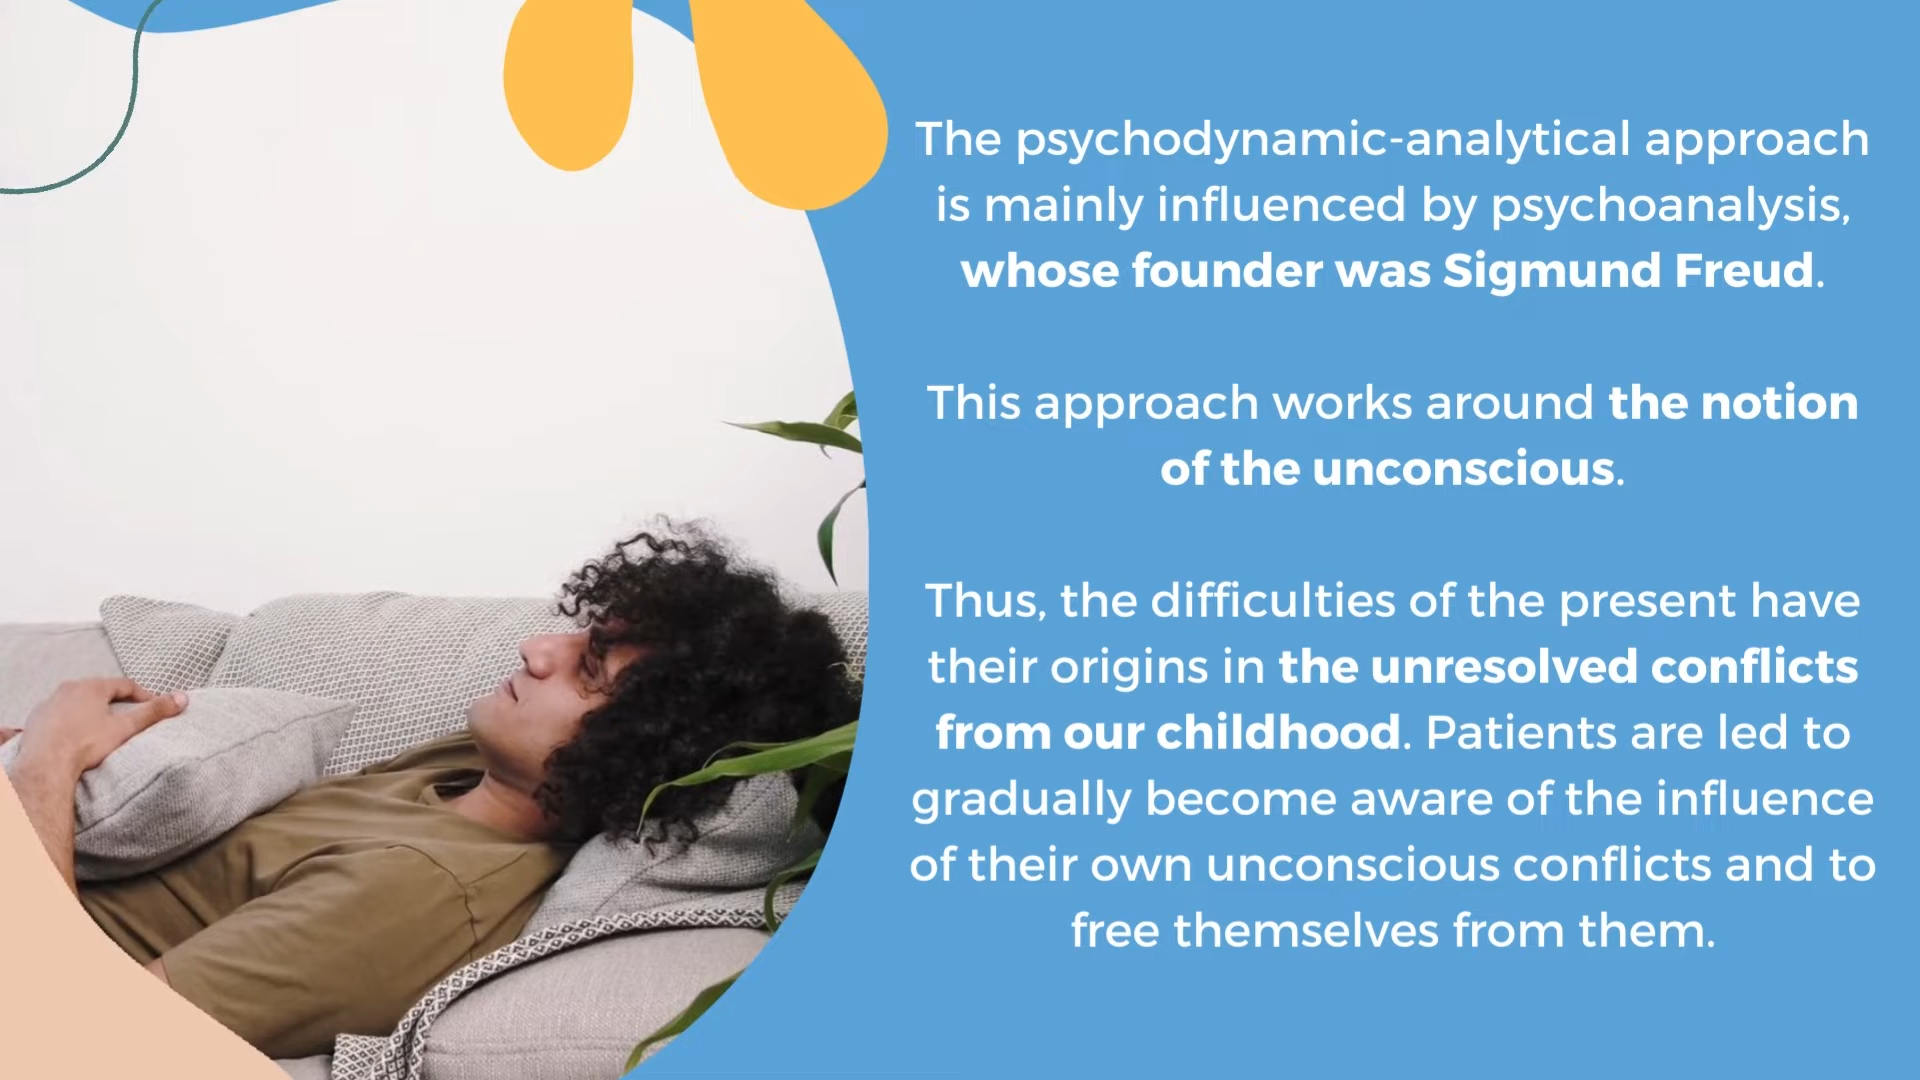 The psychodynamic-analytical approach
is mainly influenced by psychoanalysis,
whose founder was Sigmund Freud.
This approach works around the notion
of the unconscious.
Thus, the difficulties of the present have
their origins in the unresolved conflicts
from our childhood. Patients are led to
gradually become aware of the influence
of their own unconscious conflicts and to
free themselves from them.